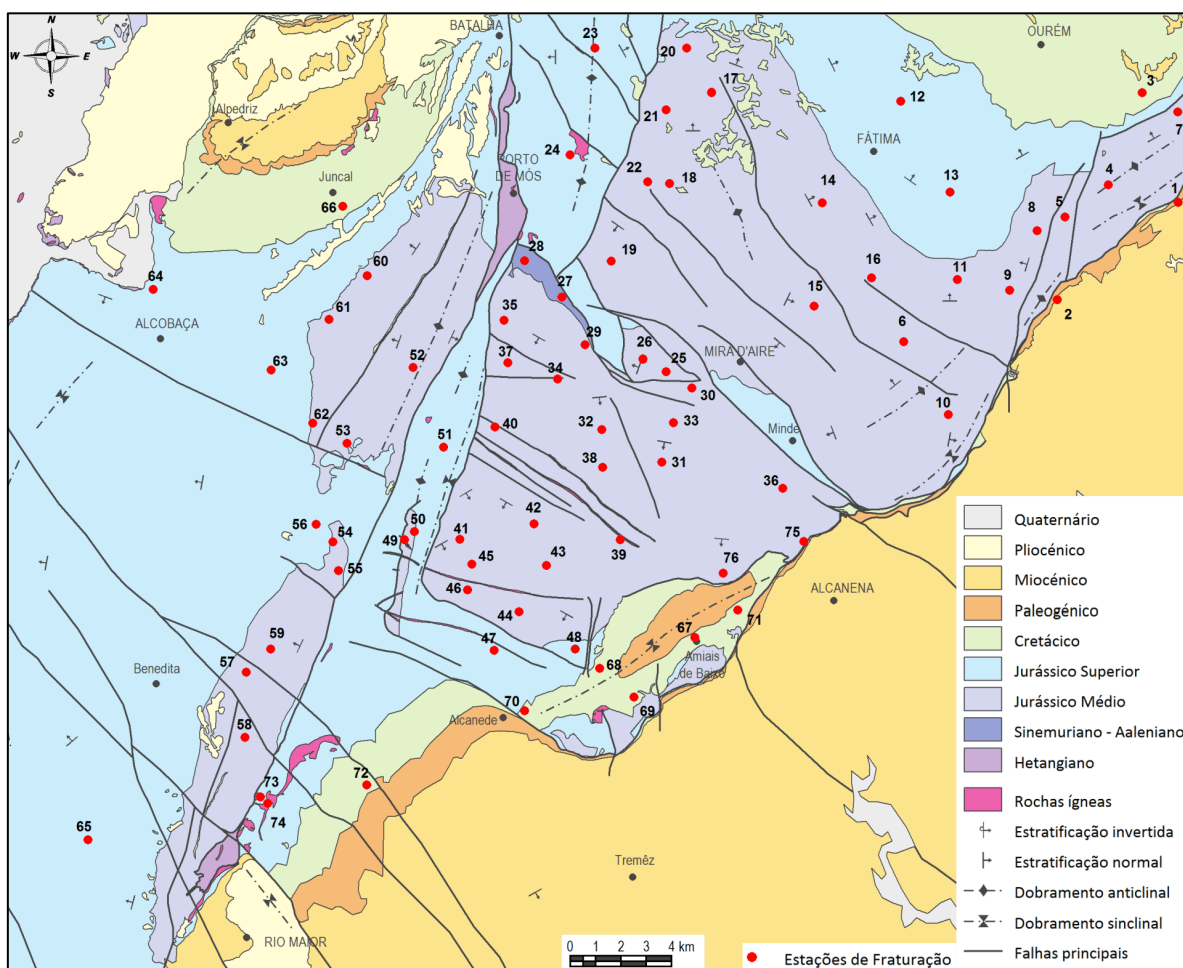 N
W E
S
BATALHA
OURÉM
23
20
17
3
12
7
Alpedriz
21
FÁTIMA
24
PORTO
DE MÓS
4
Juncal
22
18
14
13
1
5
66
8
28
19
60
16
11
64
27
9
15
2
61
35
ALCOBAÇA
29
6
26
MIRA D'AIRE
52
37
25
63
34
30
10
62
40
32
33
53
51
Minde
38
31
36
56
50
42
54
49
41
39
75
45
43
76
55
46
ALCANENA
44
71
59
67
47
48
Amiais
de Baixo
57
68
Benedita
70
69
Alcanede
58
72
73
74
65
Tremêz
RIO MAIOR
0 1 2 3 4 km
Quaternário
Pliocénico
Miocénico
Paleogénico
Cretácico
Jurássico Superior
Jurássico Médio
Sinemuriano - Aaleniano
Hetangiano
Rochas ígneas
Estratificação invertida
Estratificação normal
Dobramento anticlinal
Dobramento sinclinal
Falhas principais
Estações de Fraturação